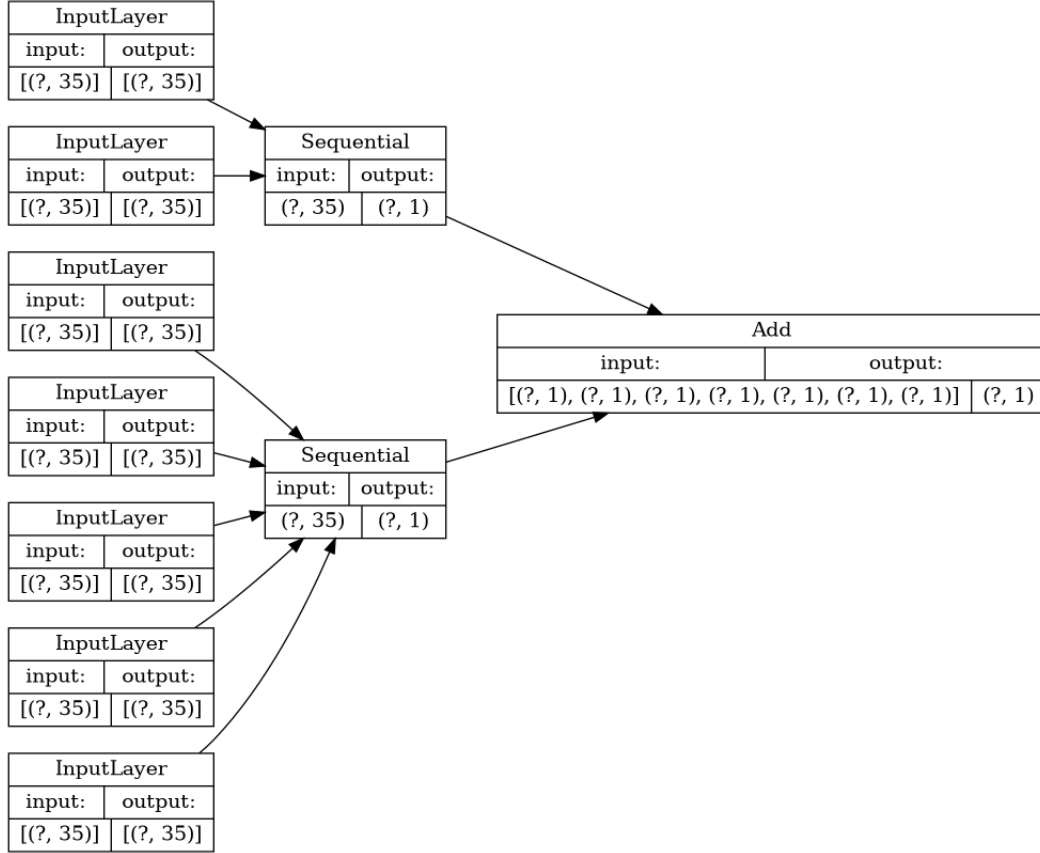 InputLayer
input: output:
[(?, 35)] [(?, 35)]
InputLayer
input: output:
[(?, 35)] [(?, 35)]
Sequential
input: output:
(?, 35) (?, 1)
InputLayer
input: output:
[(?, 35)] [(?, 35)]
InputLayer
input: output:
[(?, 35)] [(?, 35)]
InputLayer
input: output:
[(?, 35)] [(?, 35)]
InputLayer
input: output:
[(?, 35)] [(?, 35)]
InputLayer
input: output:
[(?, 35)] [(?, 35)]
Sequential
input: output:
(?, 35) (?, 1)
Add
input: output:
[(?, 1), (?, 1), (?, 1), (?, 1), (?, 1), (?, 1), (?, 1)] (?, 1)